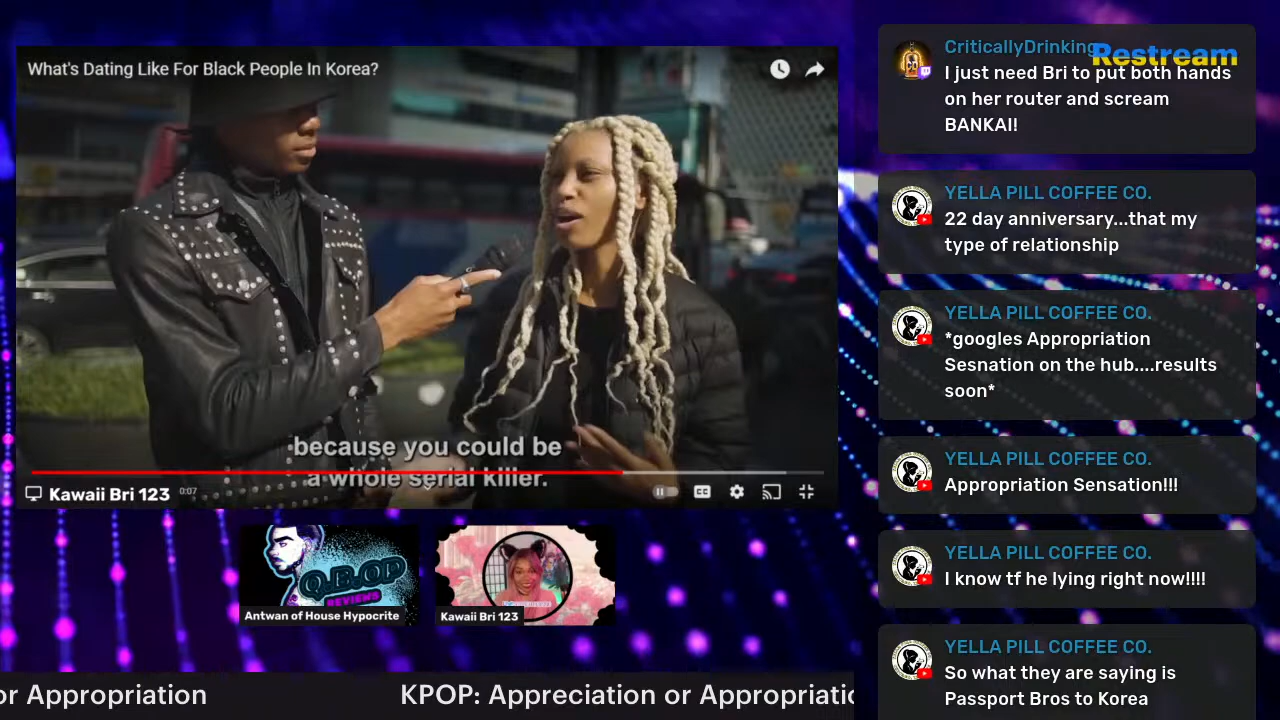 What's Dating Like For Black People In Korea?
because you could be
a whole serial killer.
Kawaii Bri 123
0:07
CC
Q.B.OP
REVIEWS
Antwan of House Hypocrite
Kawaii Bri 123
or Appropriation
KPOP: Appreciation or Appropriatio
Restream
CriticallyDrinking
I just need Bri to put both hands
on her router and scream
BANKAI!
YELLA PILL COFFEE CO.
22 day anniversary...that my
type of relationship
YELLA PILL COFFEE CO.
*googles Appropriation
Sesnation on the hub....results
soon*
YELLA PILL COFFEE CO.
Appropriation Sensation!!!
YELLA PILL COFFEE CO.
I know tf he lying right now!!!!
YELLA PILL COFFEE CO.
So what they are saying is
Passport Bros to Korea